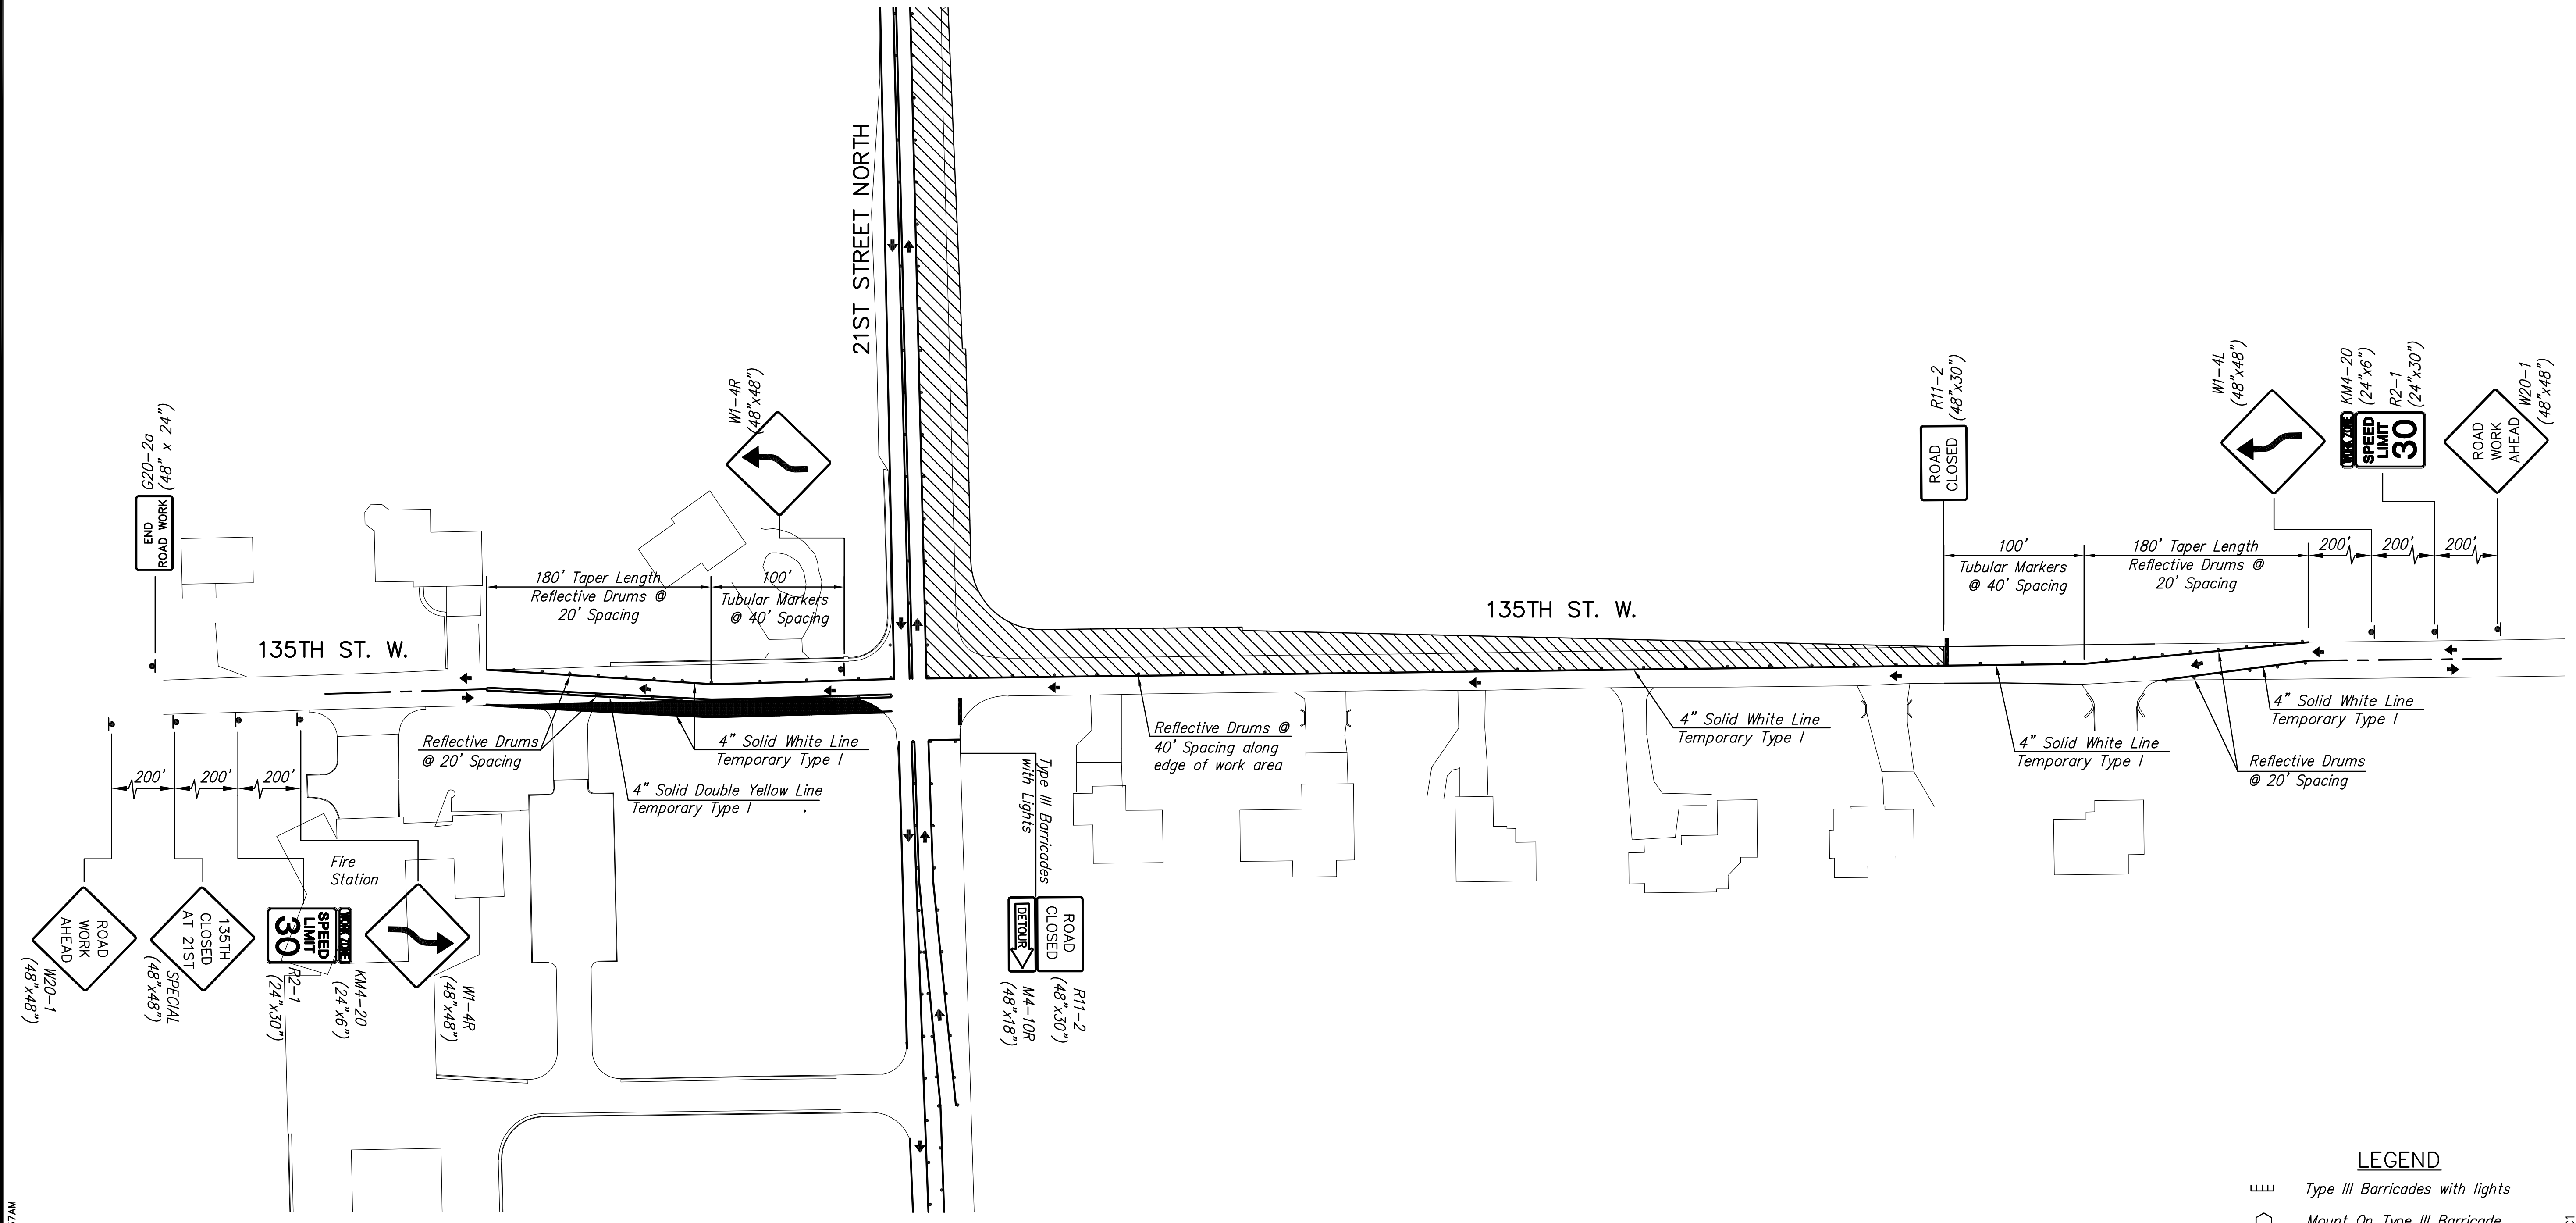 21ST STREET NORTH
W1-4R
(48"x48")
G20-2a
(48" x 24")
END
ROAD WORK
180' Taper Length
Reflective Drums @
20' Spacing
100'
Tubular Markers
@ 40' Spacing
135TH ST. W.
135TH ST. W.
R11-2
(48"x30")
ROAD
CLOSED
W1-4L
(48"x48")
KM4-20
(24"x6")
R2-1
(24"x30")
WORK ZONE
SPEED
LIMIT
30
W20-1
(48"x48")
ROAD
WORK
AHEAD
100'
Tubular Markers
@ 40' Spacing
180' Taper Length
Reflective Drums @
20' Spacing
200'
200'
200'
Reflective Drums
@ 20' Spacing
4" Solid White Line
Temporary Type I
4" Solid Double Yellow Line
Temporary Type I
Reflective Drums @
40' Spacing along
edge of work area
4" Solid White Line
Temporary Type I
4" Solid White Line
Temporary Type I
4" Solid White Line
Temporary Type I
Reflective Drums
@ 20' Spacing
200'
200'
200'
Fire
Station
ROAD
WORK
AHEAD
W20-1
(48"x48")
135TH
CLOSED
AT 21ST
SPECIAL
(48"x48")
WORK ZONE
SPEED
LIMIT
30
R2-1
(24"x30")
KM4-20
(24"x6")
W1-4R
(48"x48")
Type III Barricades
with Lights
ROAD
CLOSED
DETOUR
R11-2
(48"x30")
M4-10R
(48"x18")
LEGEND
Type III Barricades with lights
Mount On Type III Barricade
7AM